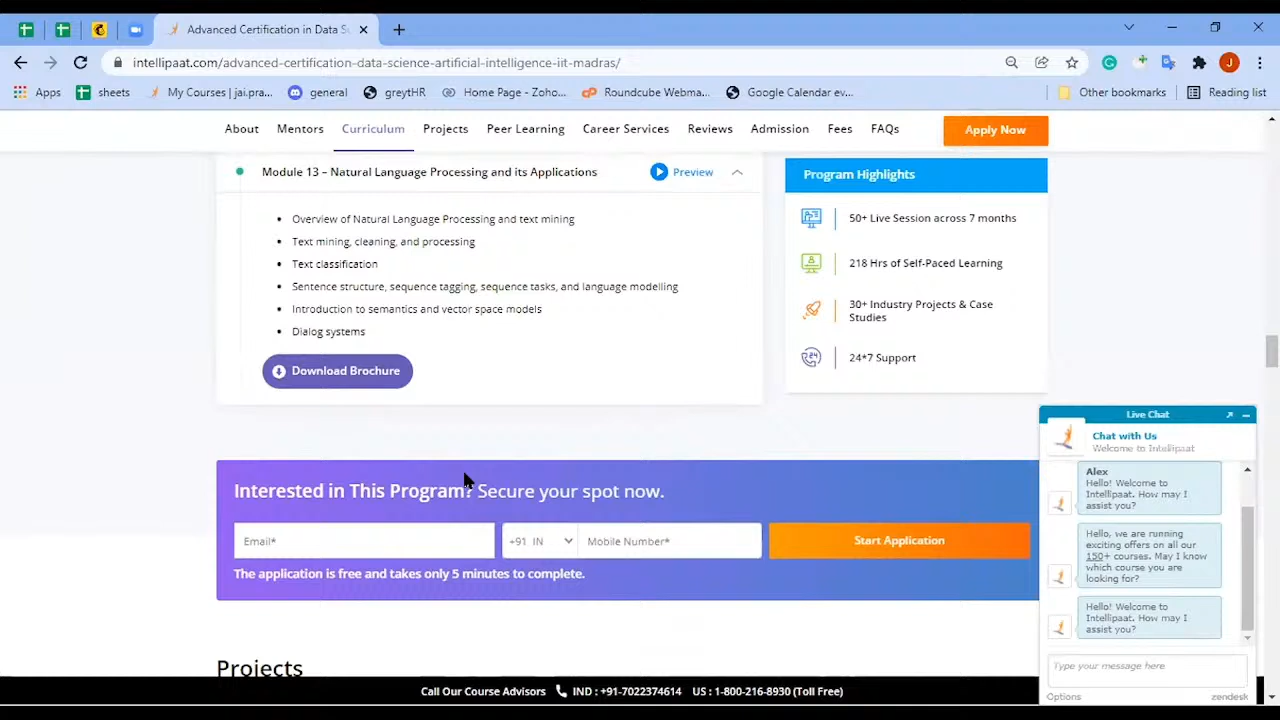 Advanced Certification in Data S
intellipaat.com/advanced-certification-data-science-artificial-intelligence-iit-madras/
J
Apps
sheets
My Courses | jai.pra...
general
greytHR
Home Page - Zoho...
Roundcube Webma...
Google Calendar ev...
Other bookmarks
Reading list
About
Mentors
Curriculum
Projects
Peer Learning
Career Services
Reviews
Admission
Fees
FAQs
Apply Now
Module 13 – Natural Language Processing and its Applications
Preview
• Overview of Natural Language Processing and text mining
• Text mining, cleaning, and processing
• Text classification
• Sentence structure, sequence tagging, sequence tasks, and language modelling
• Introduction to semantics and vector space models
• Dialog systems
Download Brochure
Program Highlights
50+ Live Session across 7 months
218 Hrs of Self-Paced Learning
30+ Industry Projects & Case
Studies
24*7 Support
Interested in This Program? Secure your spot now.
Email*
+91 IN
Mobile Number*
Start Application
The application is free and takes only 5 minutes to complete.
Projects
Live Chat
Chat with Us
Welcome to Intellipaat
Alex
Hello! Welcome to
Intellipaat. How may I
assist you?
Hello, we are running
exciting offers on all our
150+ courses. May I know
which course you are
looking for?
Hello! Welcome to
Intellipaat. How may I
assist you?
Type your message here
Options
zendesk
Call Our Course Advisors IND : +91-7022374614 US : 1-800-216-8930 (Toll Free)